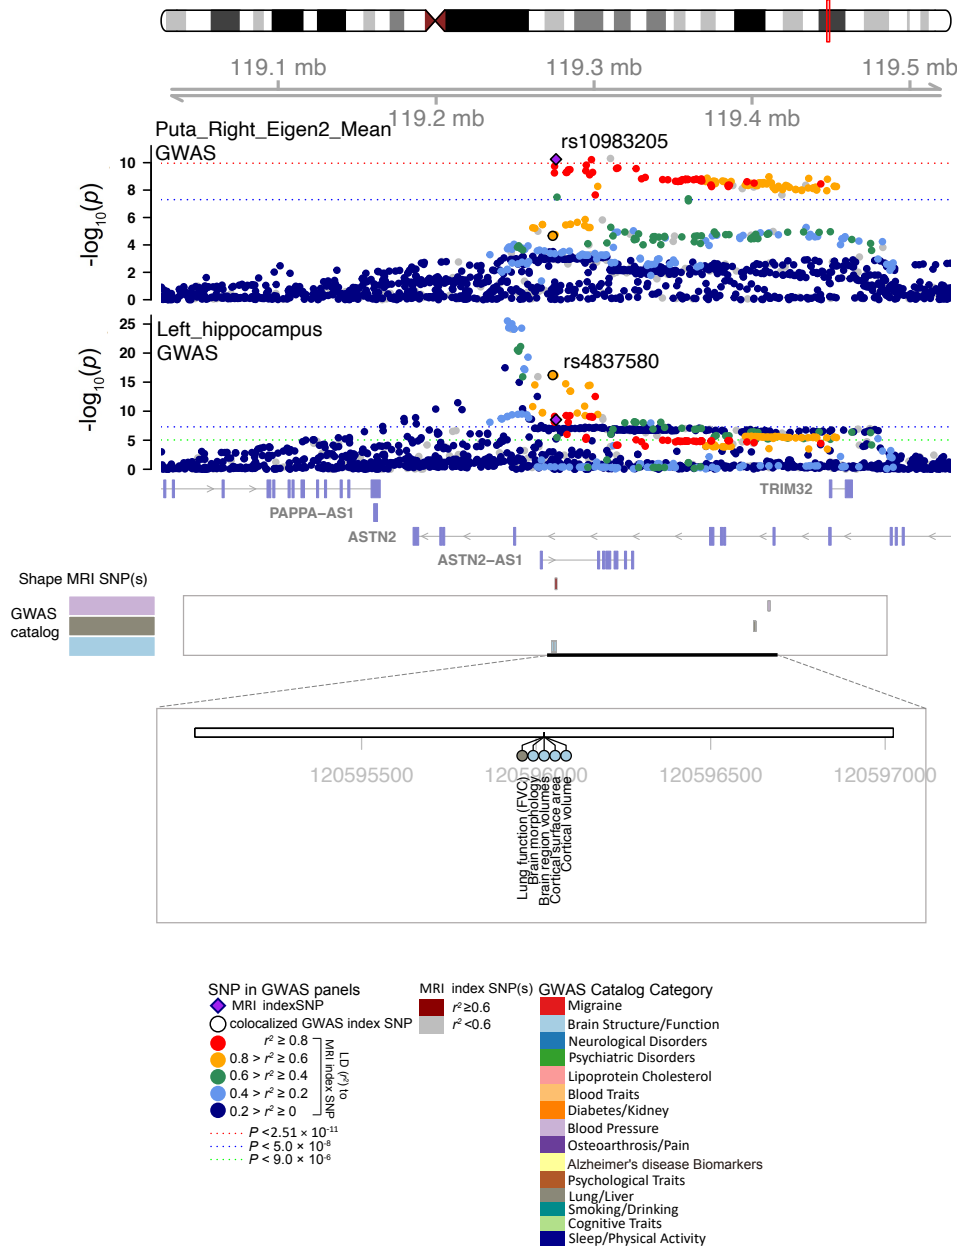 119.1 mb 119.3 mb 119.5 mb
119.2 mb 119.4 mb
Puta_Right_Eigen2_Mean
GWAS
rs10983205
-log10(p)
10
8
6
4
2
0
Left_hippocampus
GWAS
rs4837580
-log10(p)
25
20
15
10
5
0
TRIM32
PAPPA-AS1
ASTN2
ASTN2-AS1
Shape MRI SNP(s)
GWAS
catalog
120595500 120596000 120596500 120597000
Lung function (FVC)
Brain morphology
Brain region volumes
Cortical surface area
Cortical volume
SNP in GWAS panels
MRI indexSNP
colocalized GWAS index SNP
r² ≥ 0.8
0.8 > r² ≥ 0.6
0.6 > r² ≥ 0.4
0.4 > r² ≥ 0.2
0.2 > r² ≥ 0
LD (r²) to
MRI index SNP
P <2.51 × 10⁻¹¹
P < 5.0 × 10⁻⁸
P < 9.0 × 10⁻⁶
MRI index SNP(s)
r² ≥0.6
r² <0.6
GWAS Catalog Category
Migraine
Brain Structure/Function
Neurological Disorders
Psychiatric Disorders
Lipoprotein Cholesterol
Blood Traits
Diabetes/Kidney
Blood Pressure
Osteoarthrosis/Pain
Alzheimer's disease Biomarkers
Psychological Traits
Lung/Liver
Smoking/Drinking
Cognitive Traits
Sleep/Physical Activity